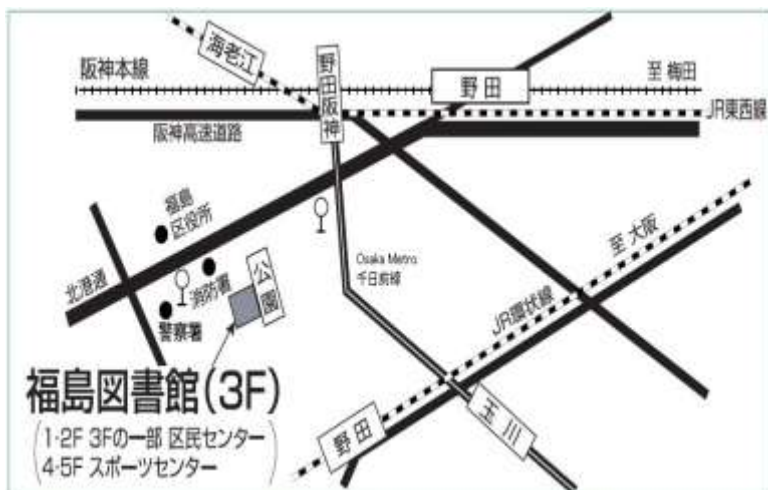 海老江
野田阪神
野田
阪神本線
至 梅田
JR東西線
阪神高速道路
福島
区役所
北港通
消防署
公園
警察署
Osaka Metro
千日前線
至 大阪
JR環状線
玉川
野田
福島図書館(3F)
1-2F 3Fの一部 区民センター
4-5F スポーツセンター